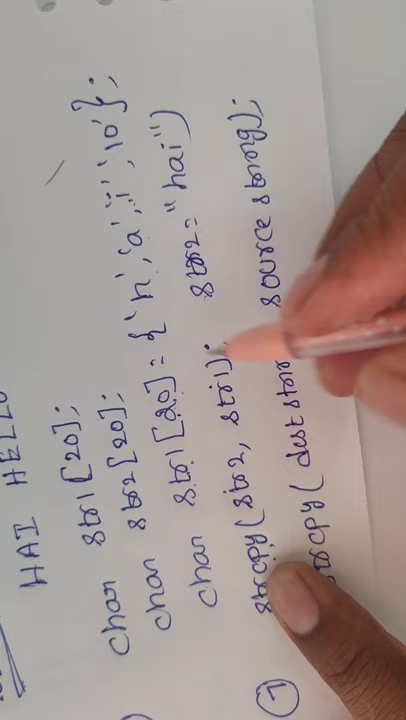 HAI HELLO
char str1[20];
char str2[20];
char str1[20] = {'h','a','i','\0'};
1 strcpy(str2, str1); str2 = "hai")
strcpy(dest string source string);